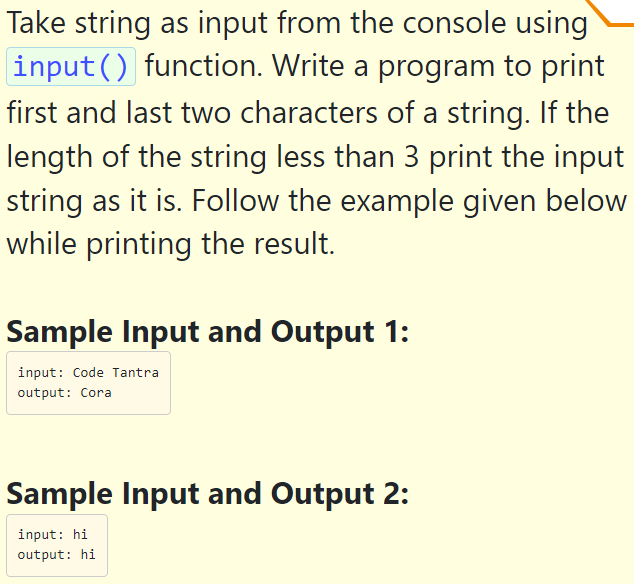 Take string as input from the console using
input() function. Write a program to print
first and last two characters of a string. If the
length of the string less than 3 print the input
string as it is. Follow the example given below
while printing the result.
Sample Input and Output 1:
input: Code Tantra
output: Cora
Sample Input and Output 2:
input: hi
output: hi